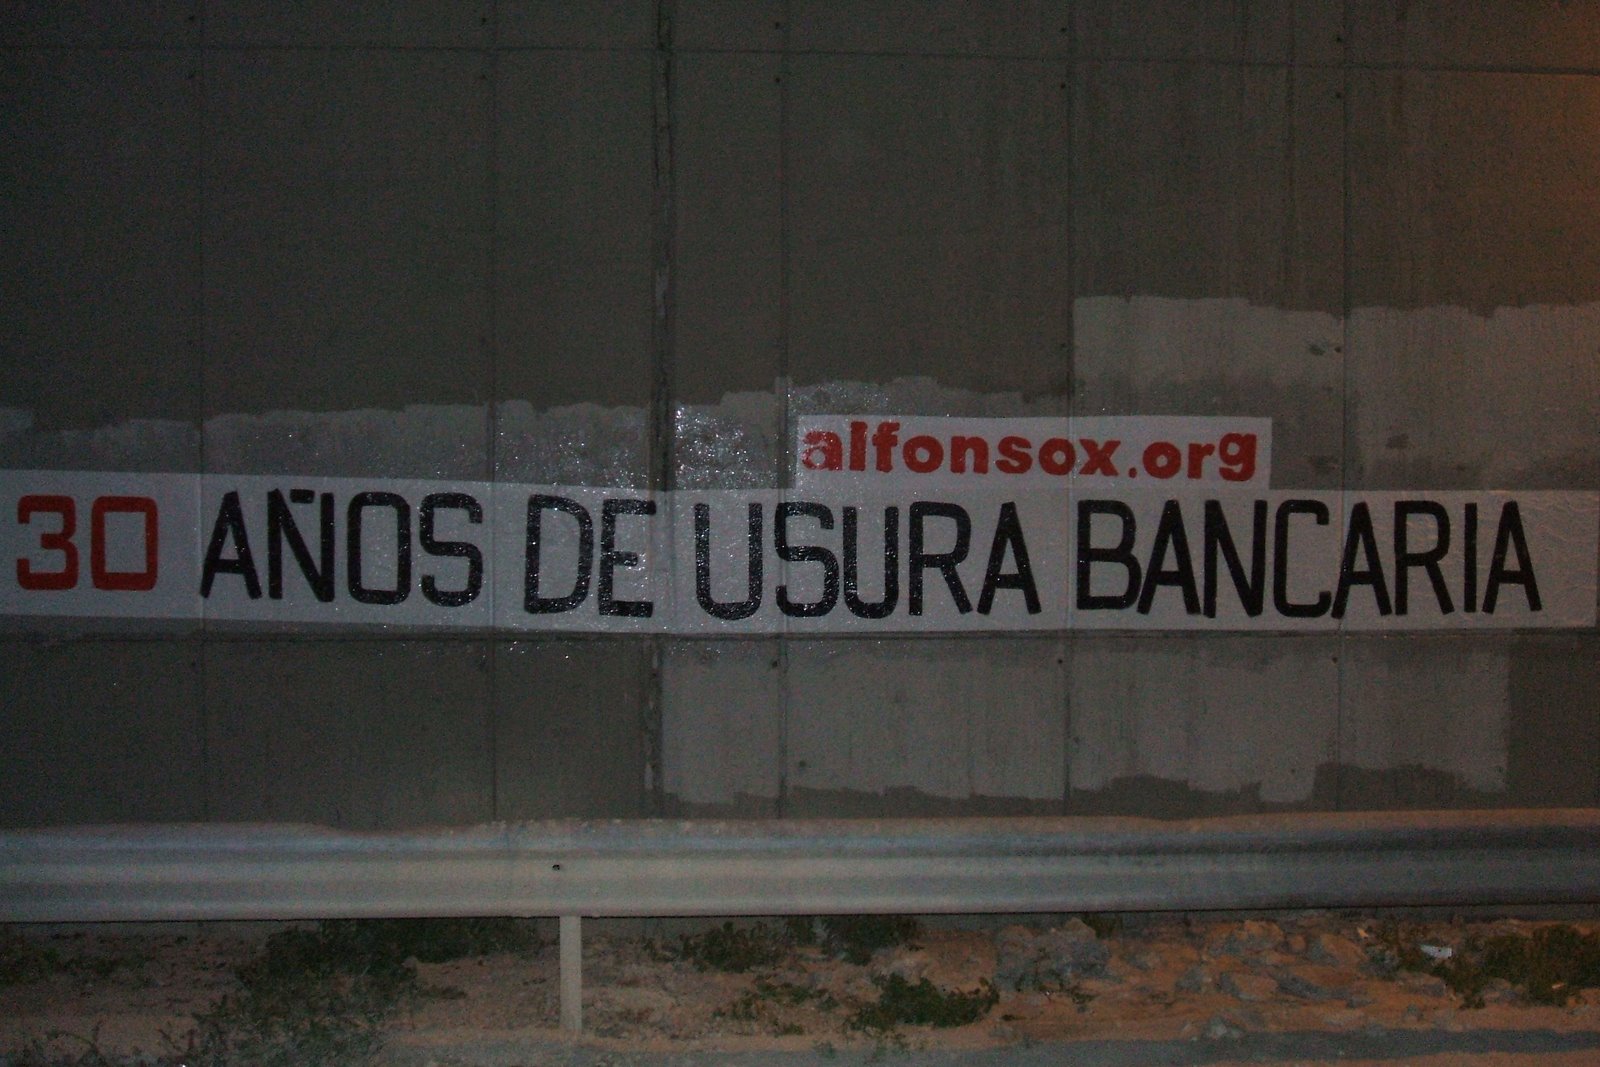 alfonsox.org
30 AÑOS DE USURA BANCARIA